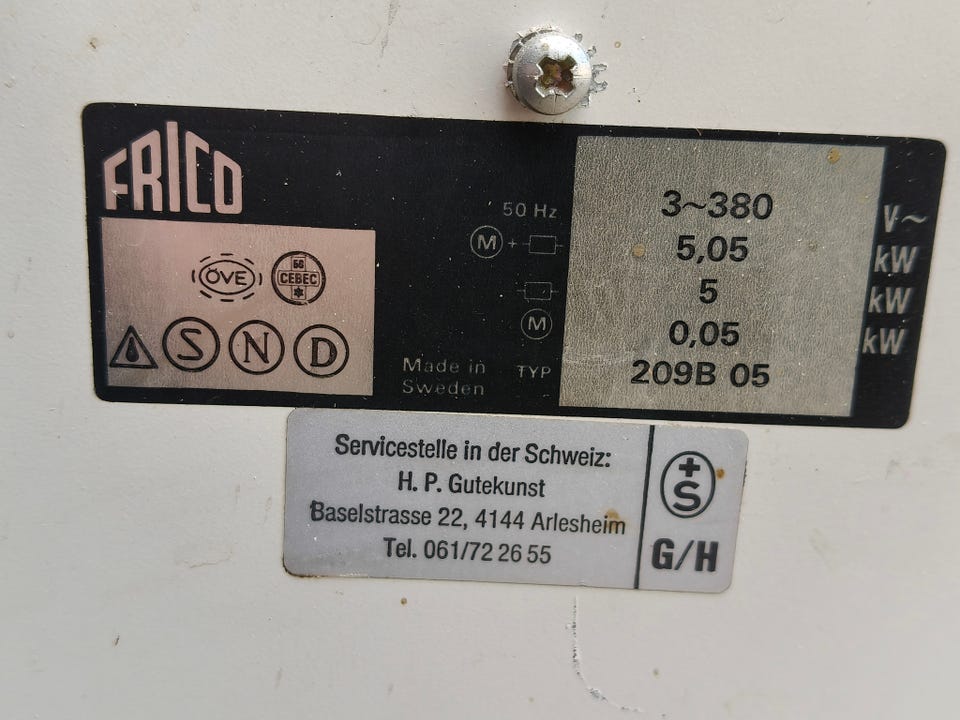 FRICO
50 Hz 3~380 V~
M + 5,05 kW
5 kW
M 0,05 kW
TYP 209B 05
Made in
Sweden
ÖVE
CEBEC
S N D
Servicestelle in der Schweiz:
H. P. Gutekunst
Baselstrasse 22, 4144 Arlesheim
Tel. 061/72 26 55
+
S
G/H